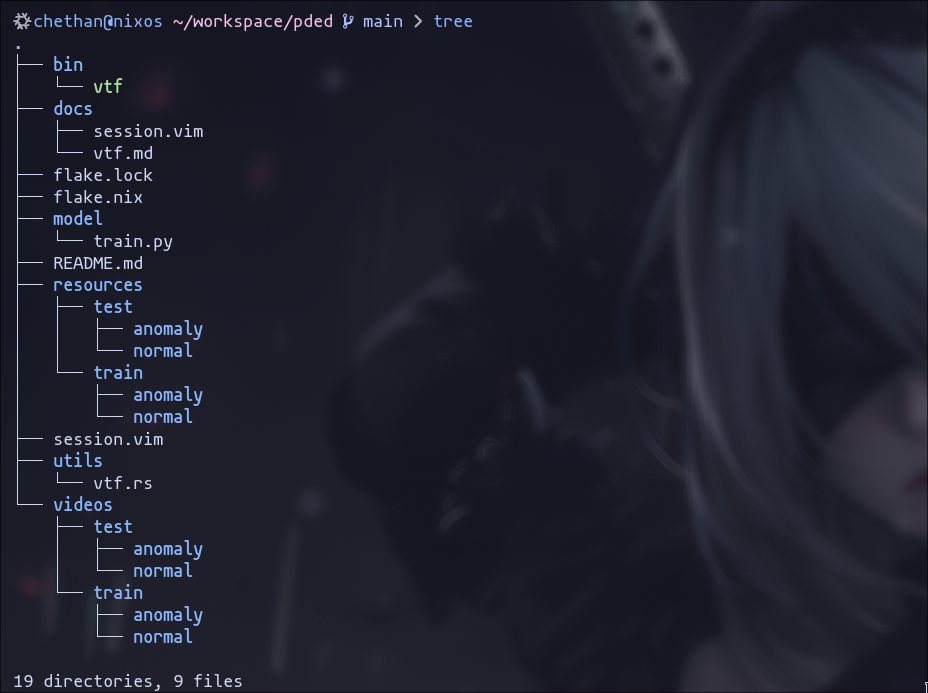 chethan@nixos ~/workspace/pded main > tree
.
├── bin
│   └── vtf
├── docs
│   ├── session.vim
│   └── vtf.md
├── flake.lock
├── flake.nix
├── model
│   └── train.py
├── README.md
├── resources
│   ├── test
│   │   ├── anomaly
│   │   └── normal
│   └── train
│       ├── anomaly
│       └── normal
├── session.vim
├── utils
│   └── vtf.rs
└── videos
    ├── test
    │   ├── anomaly
    │   └── normal
    └── train
        ├── anomaly
        └── normal
19 directories, 9 files